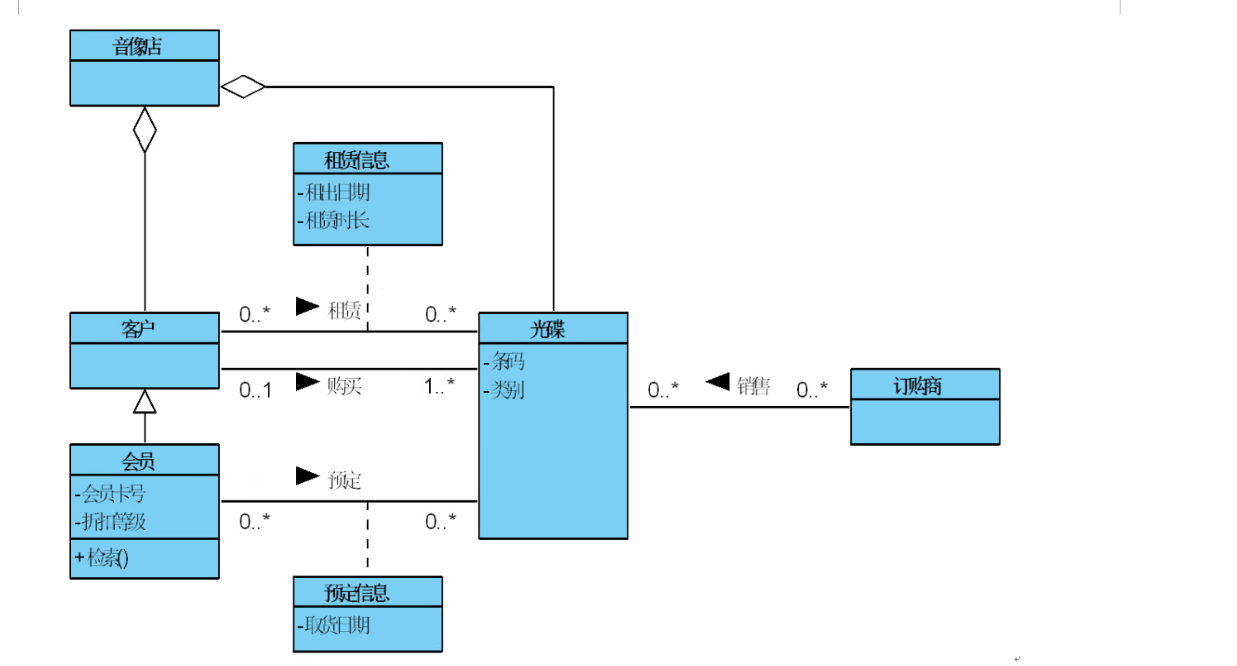 音像店
租赁信息
-租出日期
-租赁时长
0..* 租赁 0..*
客户
光碟
-条码
-类别
0..1 购买 1..*
0..* 销售 0..*
订购商
会员
-会员卡号
-折扣等级
+检索()
预定
0..* 0..*
预定信息
-取货日期